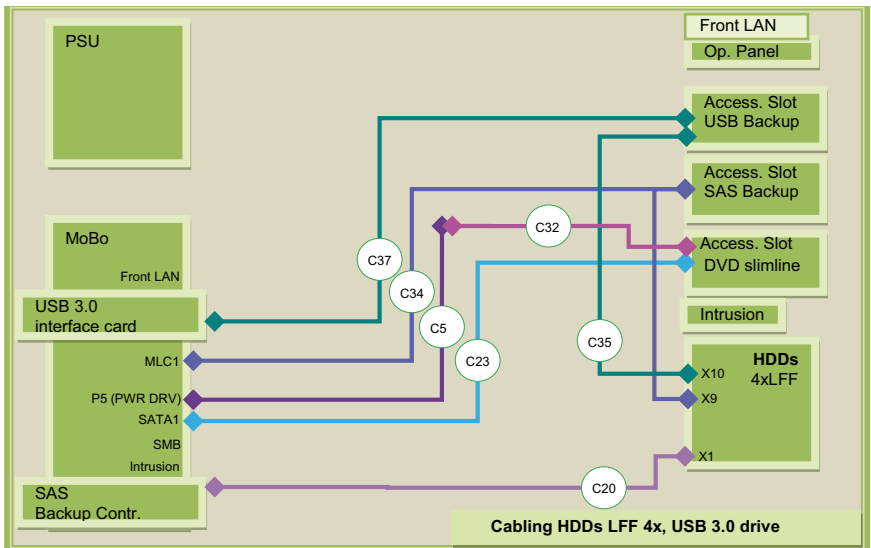 PSU
Front LAN
Op. Panel
Access. Slot
USB Backup
Access. Slot
SAS Backup
C32
MoBo
Access. Slot
DVD slimline
C37
Front LAN
C34
USB 3.0
interface card
Intrusion
C5
C35
C23
MLC1
HDDs
4xLFF
X10
P5 (PWR DRV)
X9
SATA1
SMB
Intrusion
X1
SAS
Backup Contr.
C20
Cabling HDDs LFF 4x, USB 3.0 drive